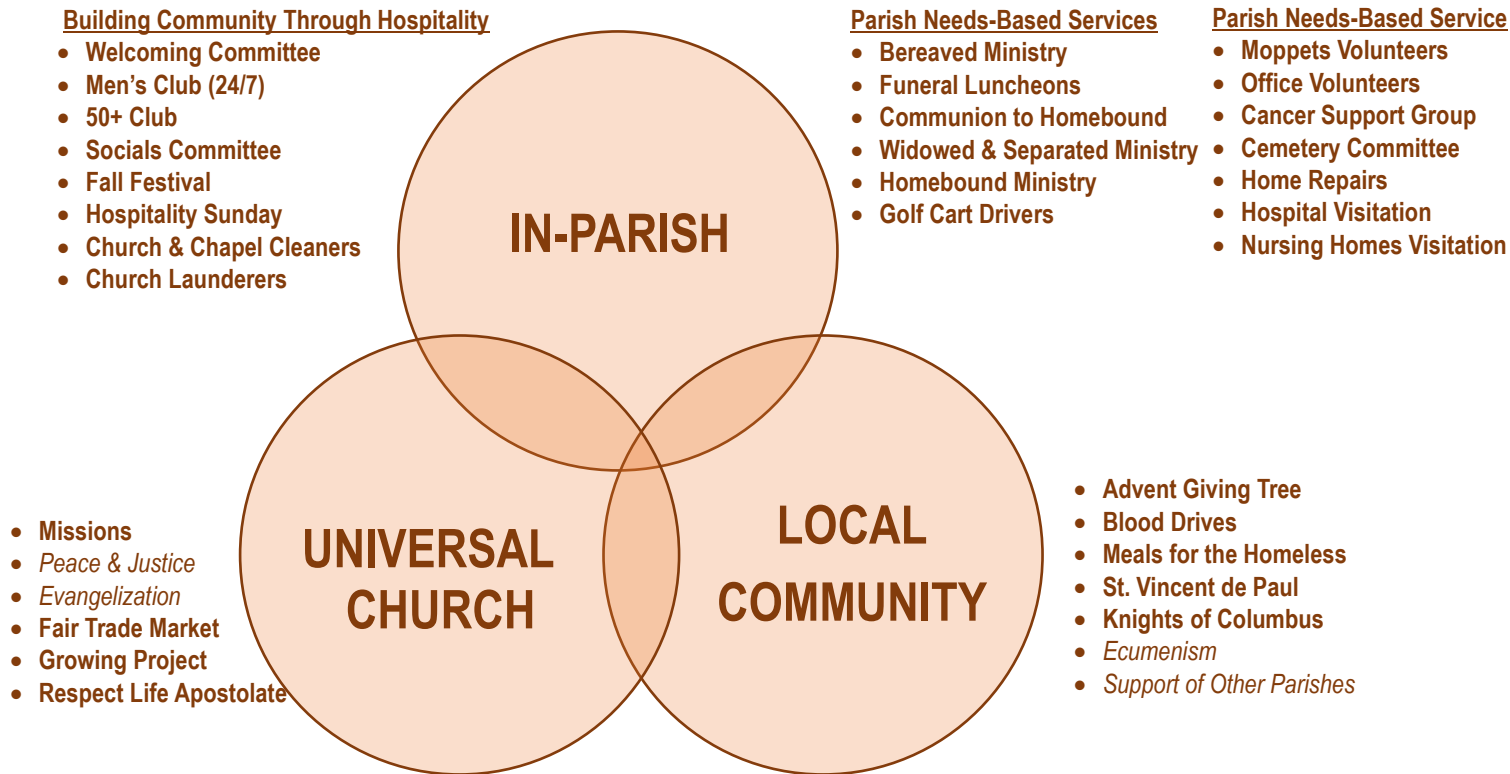 Building Community Through Hospitality
• Welcoming Committee
• Men's Club (24/7)
• 50+ Club
• Socials Committee
• Fall Festival
• Hospitality Sunday
• Church & Chapel Cleaners
• Church Launderers
Parish Needs-Based Services
• Bereaved Ministry
• Funeral Luncheons
• Communion to Homebound
• Widowed & Separated Ministry
• Homebound Ministry
• Golf Cart Drivers
Parish Needs-Based Service
• Moppets Volunteers
• Office Volunteers
• Cancer Support Group
• Cemetery Committee
• Home Repairs
• Hospital Visitation
• Nursing Homes Visitation
IN-PARISH
• Missions
• Peace & Justice
• Evangelization
• Fair Trade Market
• Growing Project
• Respect Life Apostolate
UNIVERSAL
CHURCH
LOCAL
COMMUNITY
• Advent Giving Tree
• Blood Drives
• Meals for the Homeless
• St. Vincent de Paul
• Knights of Columbus
• Ecumenism
• Support of Other Parishes